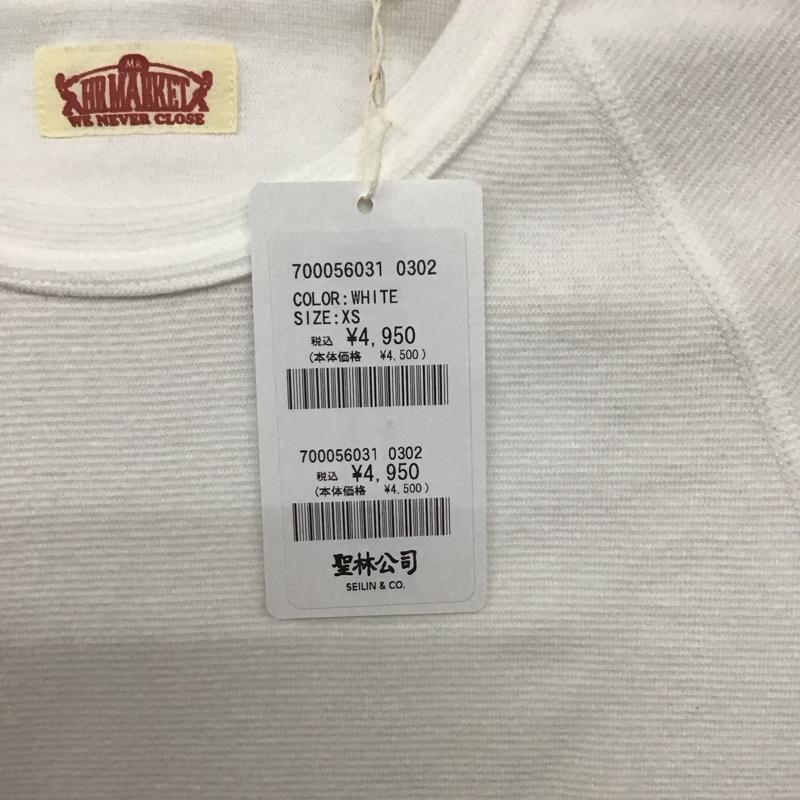 MR.
HR MARKET
WE NEVER CLOSE
700056031 0302
COLOR:WHITE
SIZE:XS
税込 ¥4,950
(本体価格 ¥4,500)
700056031 0302
税込 ¥4,950
(本体価格 ¥4,500)
聖林公司
SEILIN & CO.